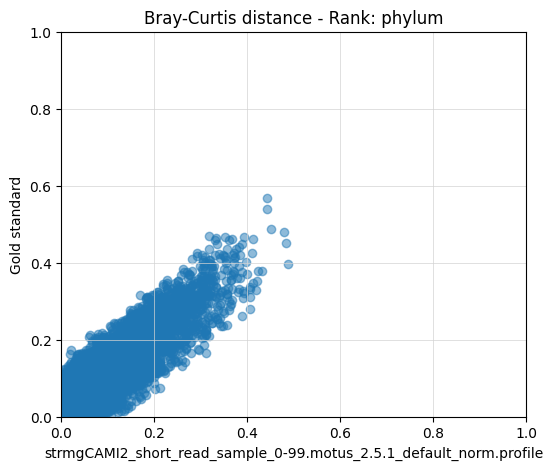 Bray-Curtis distance - Rank: phylum
1.0
0.8
0.6
0.4
0.2
0.0
Gold standard
0.0 0.2 0.4 0.6 0.8 1.0
strmgCAMI2_short_read_sample_0-99.motus_2.5.1_default_norm.profile